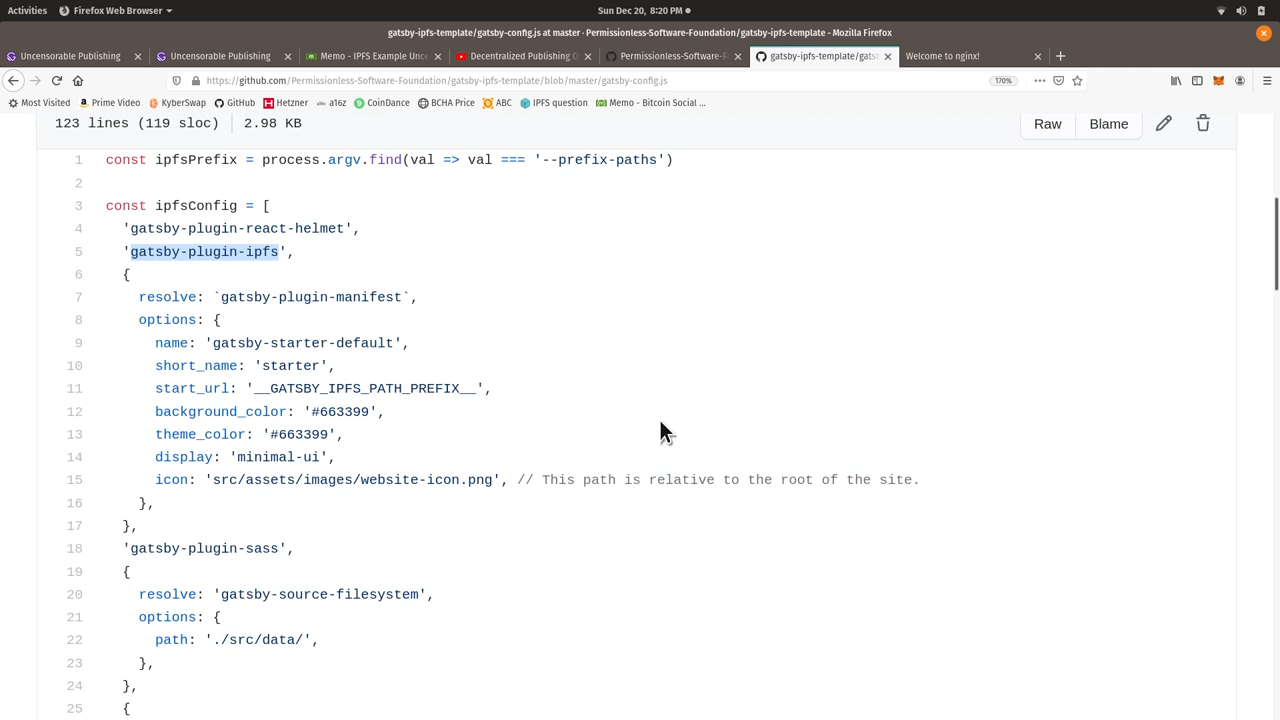 Activities
Firefox Web Browser
Sun Dec 20, 8:20 PM
gatsby-ipfs-template/gatsby-config.js at master · Permissionless-Software-Foundation/gatsby-ipfs-template - Mozilla Firefox
Uncensorable Publishing
Uncensorable Publishing
Memo - IPFS Example Unce
Decentralized Publishing
Permissionless-Software-F
gatsby-ipfs-template/gats
Welcome to nginx!
https://github.com/Permissionless-Software-Foundation/gatsby-ipfs-template/blob/master/gatsby-config.js
170%
Most Visited
Prime Video
KyberSwap
GitHub
Hetzner
a16z
CoinDance
BCHA Price
ABC
IPFS question
Memo - Bitcoin Social ...
123 lines (119 sloc)
2.98 KB
Raw
Blame
1 const ipfsPrefix = process.argv.find(val => val === '--prefix-paths')
2
3 const ipfsConfig = [
4 'gatsby-plugin-react-helmet',
5 'gatsby-plugin-ipfs',
6 {
7 resolve: `gatsby-plugin-manifest`,
8 options: {
9 name: 'gatsby-starter-default',
10 short_name: 'starter',
11 start_url: '__GATSBY_IPFS_PATH_PREFIX__',
12 background_color: '#663399',
13 theme_color: '#663399',
14 display: 'minimal-ui',
15 icon: 'src/assets/images/website-icon.png', // This path is relative to the root of the site.
16 },
17 },
18 'gatsby-plugin-sass',
19 {
20 resolve: 'gatsby-source-filesystem',
21 options: {
22 path: './src/data/',
23 },
24 },
25 {